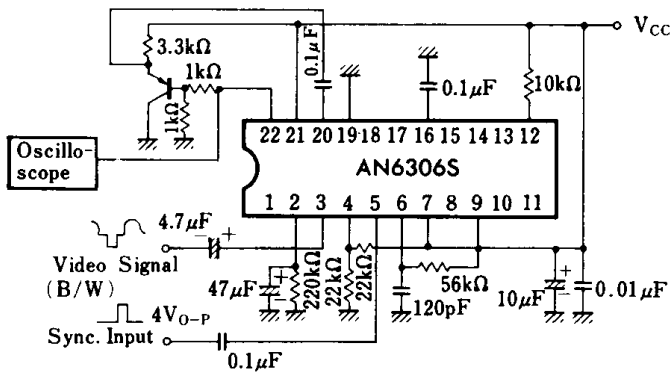 V_CC
3.3kΩ
1kΩ
1kΩ
0.1μF
0.1μF
10kΩ
Oscillo-
scope
22 21 20 19 18 17 16 15 14 13 12
AN6306S
1 2 3 4 5 6 7 8 9 10 11
4.7μF
− +
Video Signal
(B/W)
47μF
+
−
220kΩ
22kΩ
22kΩ
56kΩ
120pF
10μF
+
−
0.01μF
4V_O-P
Sync. Input
0.1μF